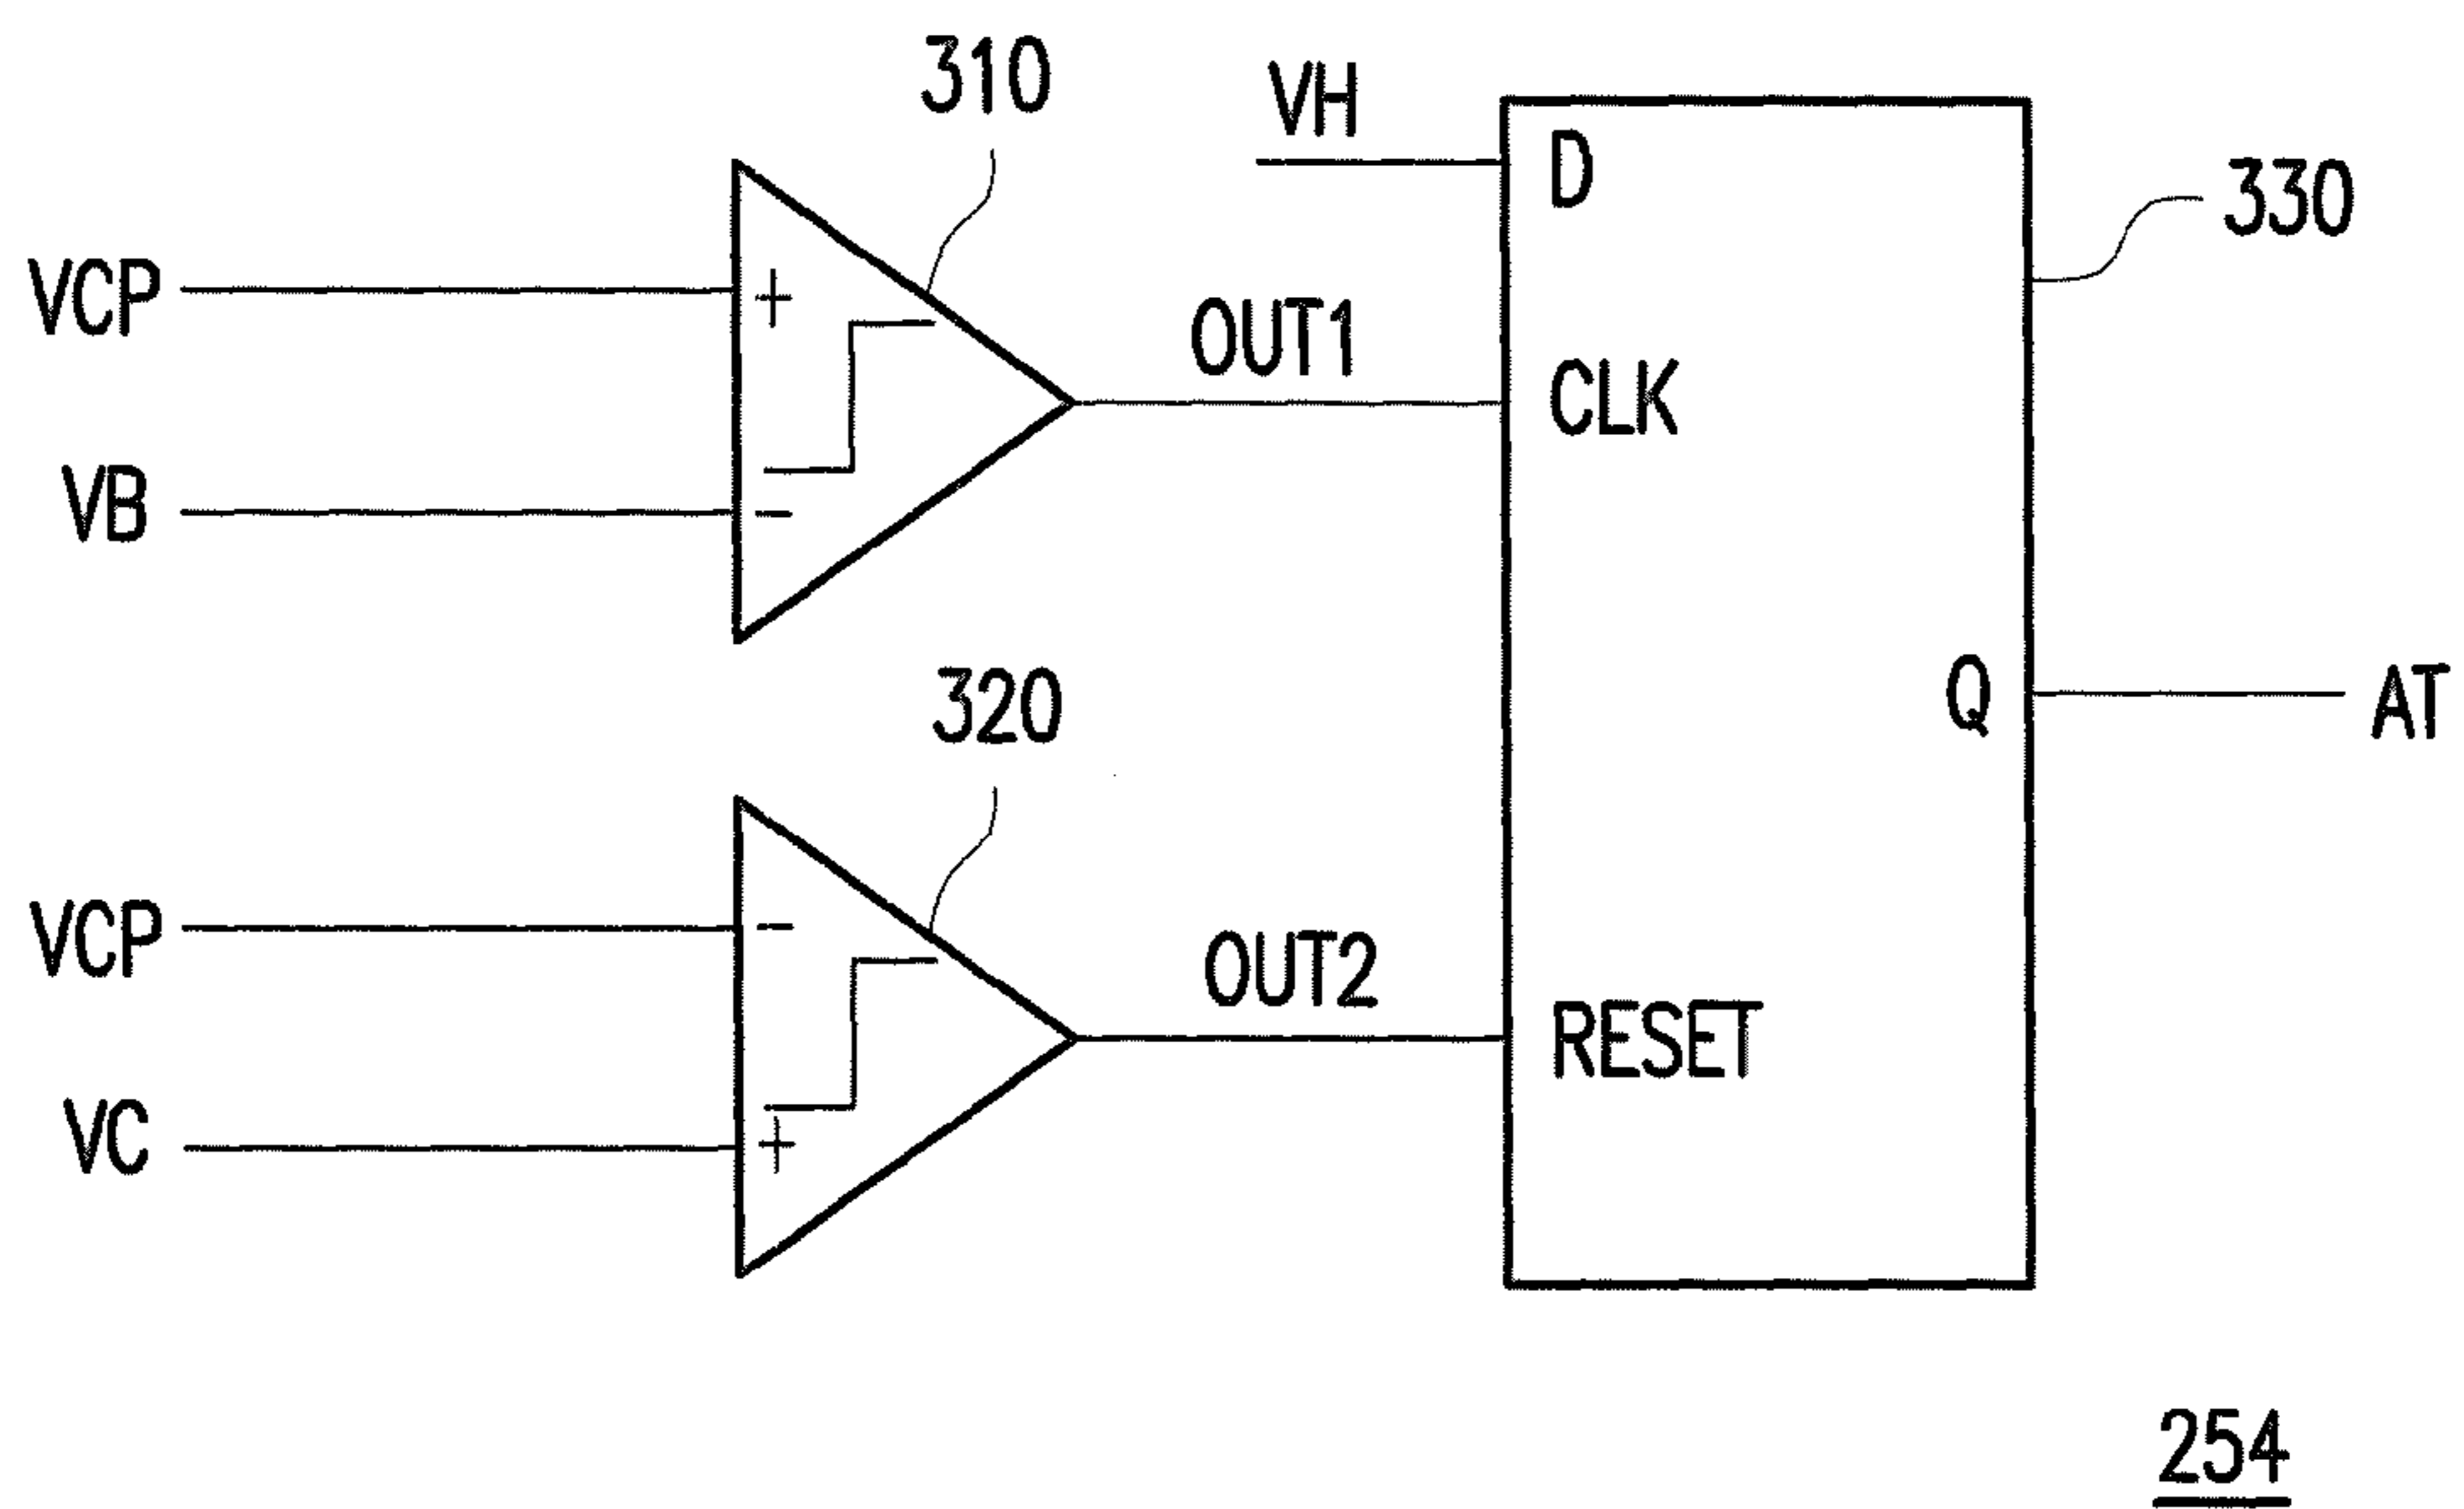 310
VH
D
330
VCP
+
OUT1
CLK
VB
-
320
Q
AT
VCP
-
OUT2
RESET
VC
+
254